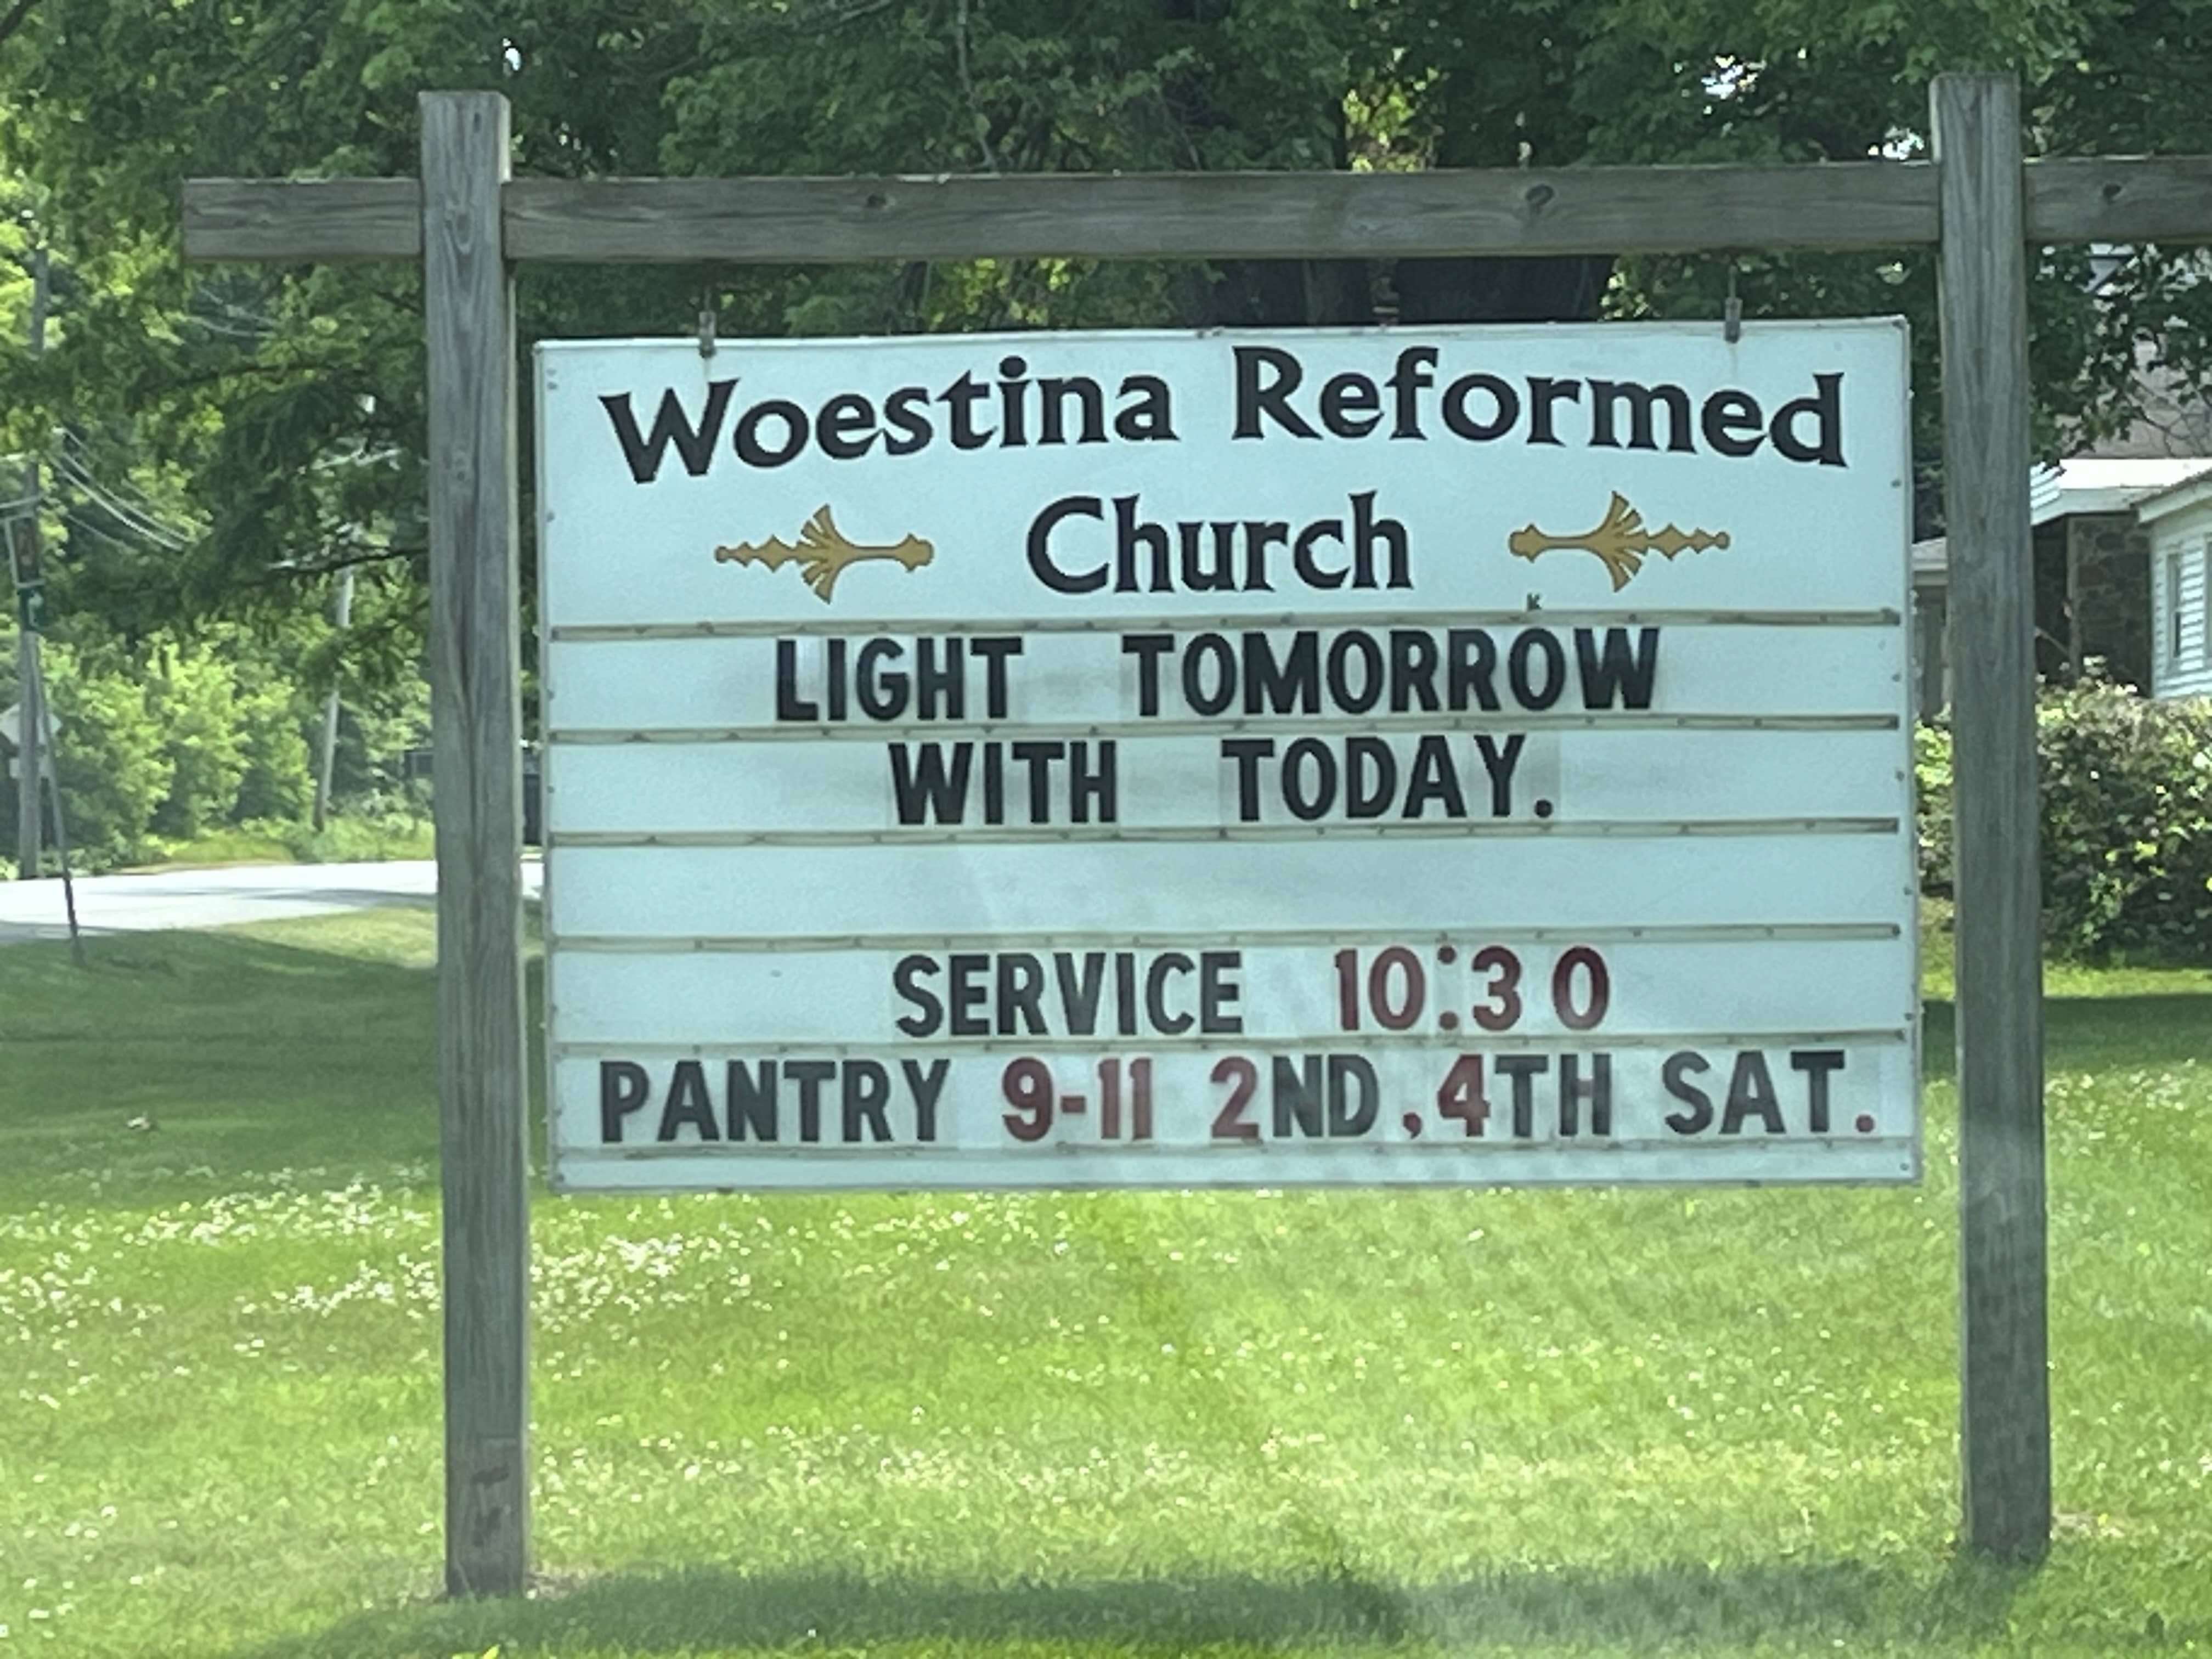 Woestina Reformed
Church
LIGHT TOMORROW
WITH TODAY.
SERVICE 10:30
PANTRY 9-11 2ND,4TH SAT.